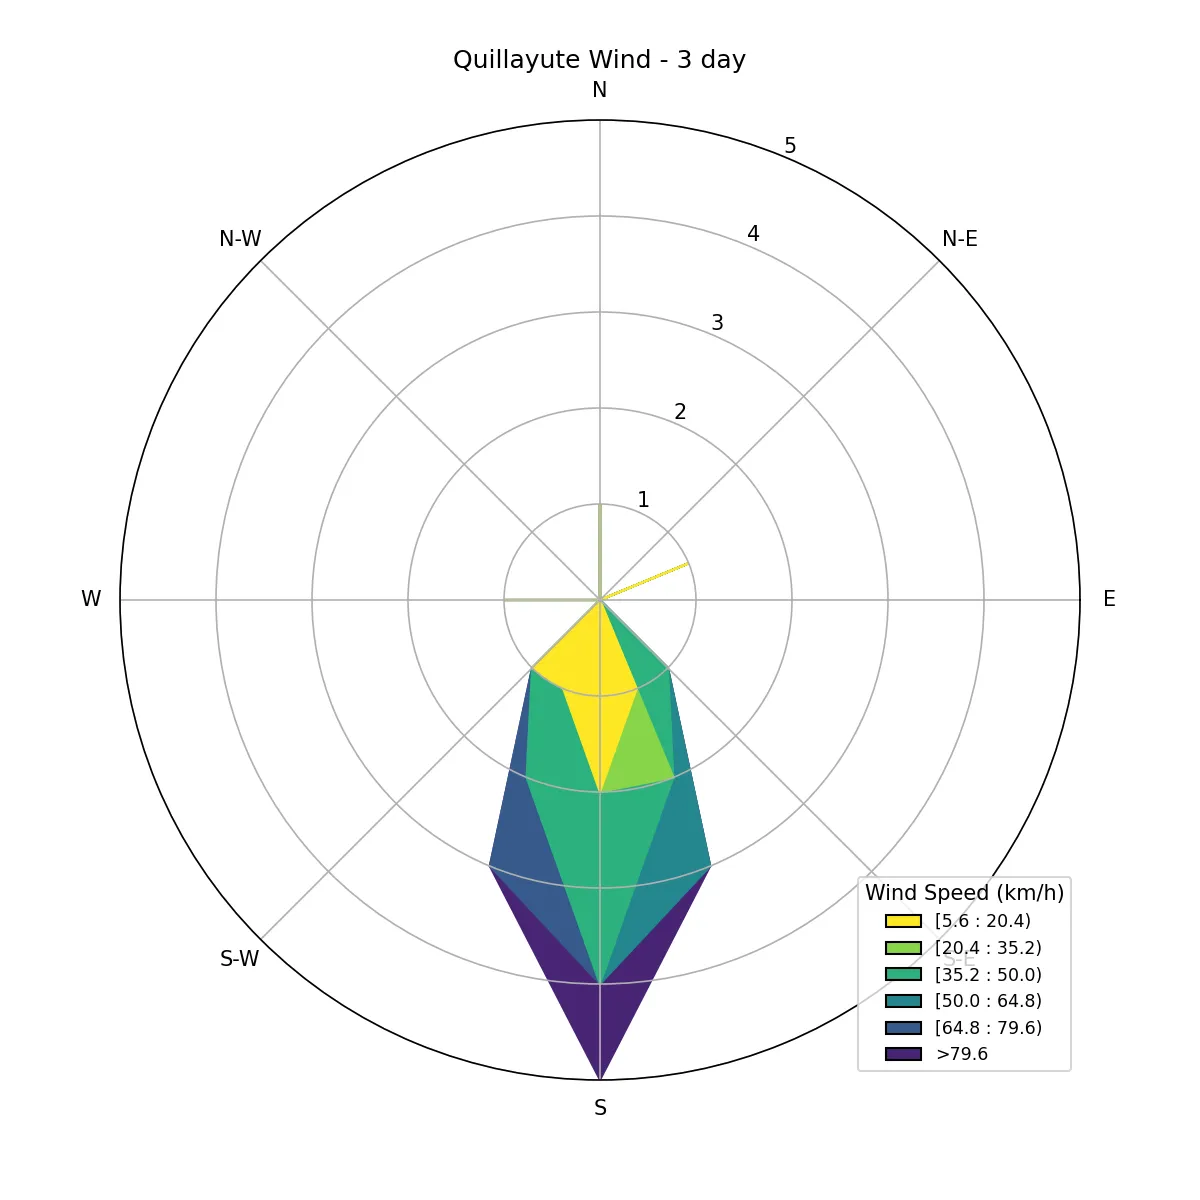 Quillayute Wind - 3 day
N
5
N-W
4
N-E
3
2
1
W
E
Wind Speed (km/h)
[5.6 : 20.4)
[20.4 : 35.2)
[35.2 : 50.0)
[50.0 : 64.8)
[64.8 : 79.6)
>79.6
S-W
S-E
S